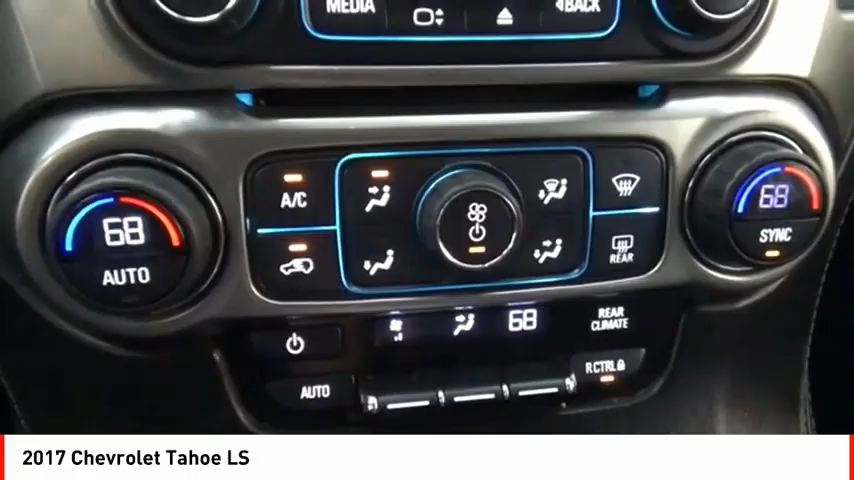 MEDIA
BACK
68
AUTO
A/C
REAR
68
SYNC
68
REAR
CLIMATE
AUTO
RCTRL
2017 Chevrolet Tahoe LS